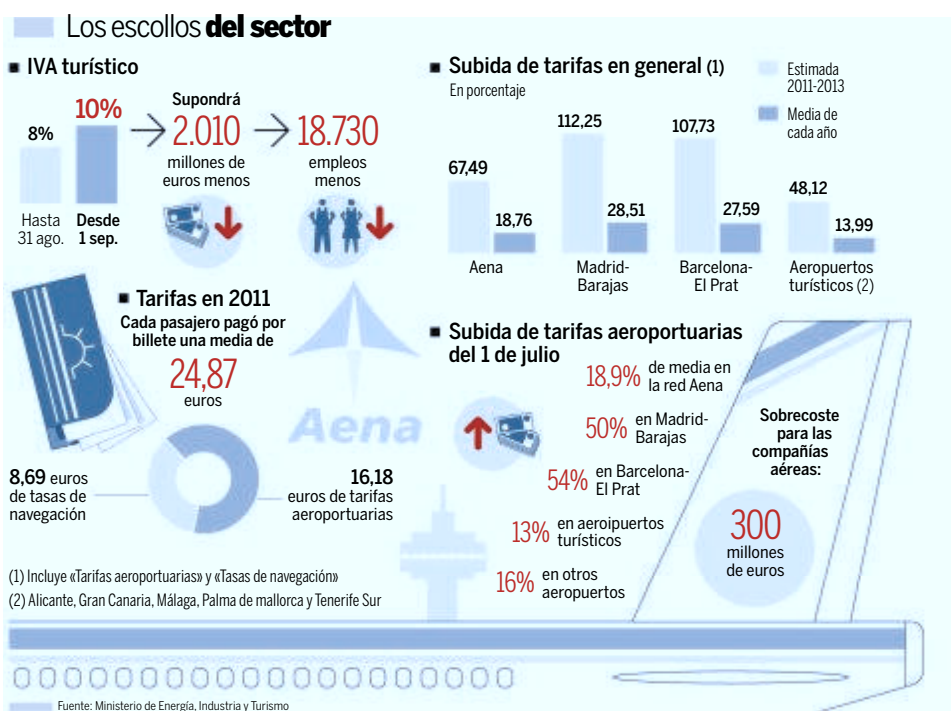 Los escollos del sector
■ IVA turístico
8%
Hasta
31 ago.
10%
Desde
1 sep.
Supondrá
2.010
millones de
euros menos
18.730
empleos
menos
■ Subida de tarifas en general (1)
En porcentaje
Estimada
2011-2013
Media de
cada año
67,49
18,76
Aena
112,25
28,51
Madrid-
Barajas
107,73
27,59
Barcelona-
El Prat
48,12
13,99
Aeropuertos
turísticos (2)
■ Tarifas en 2011
Cada pasajero pagó por
billete una media de
24,87
euros
Aena
8,69 euros
de tasas de
navegación
16,18
euros de tarifas
aeroportuarias
■ Subida de tarifas aeroportuarias
del 1 de julio
18,9% de media en
la red Aena
50% en Madrid-
Barajas
54% en Barcelona-
El Prat
13% en aeroipuertos
turísticos
16% en otros
aeropuertos
Sobrecoste
para las
compañías
aéreas:
300
millones
de euros
(1) Incluye «Tarifas aeroportuarias» y «Tasas de navegación»
(2) Alicante, Gran Canaria, Málaga, Palma de mallorca y Tenerife Sur
Fuente: Ministerio de Energía, Industria y Turismo